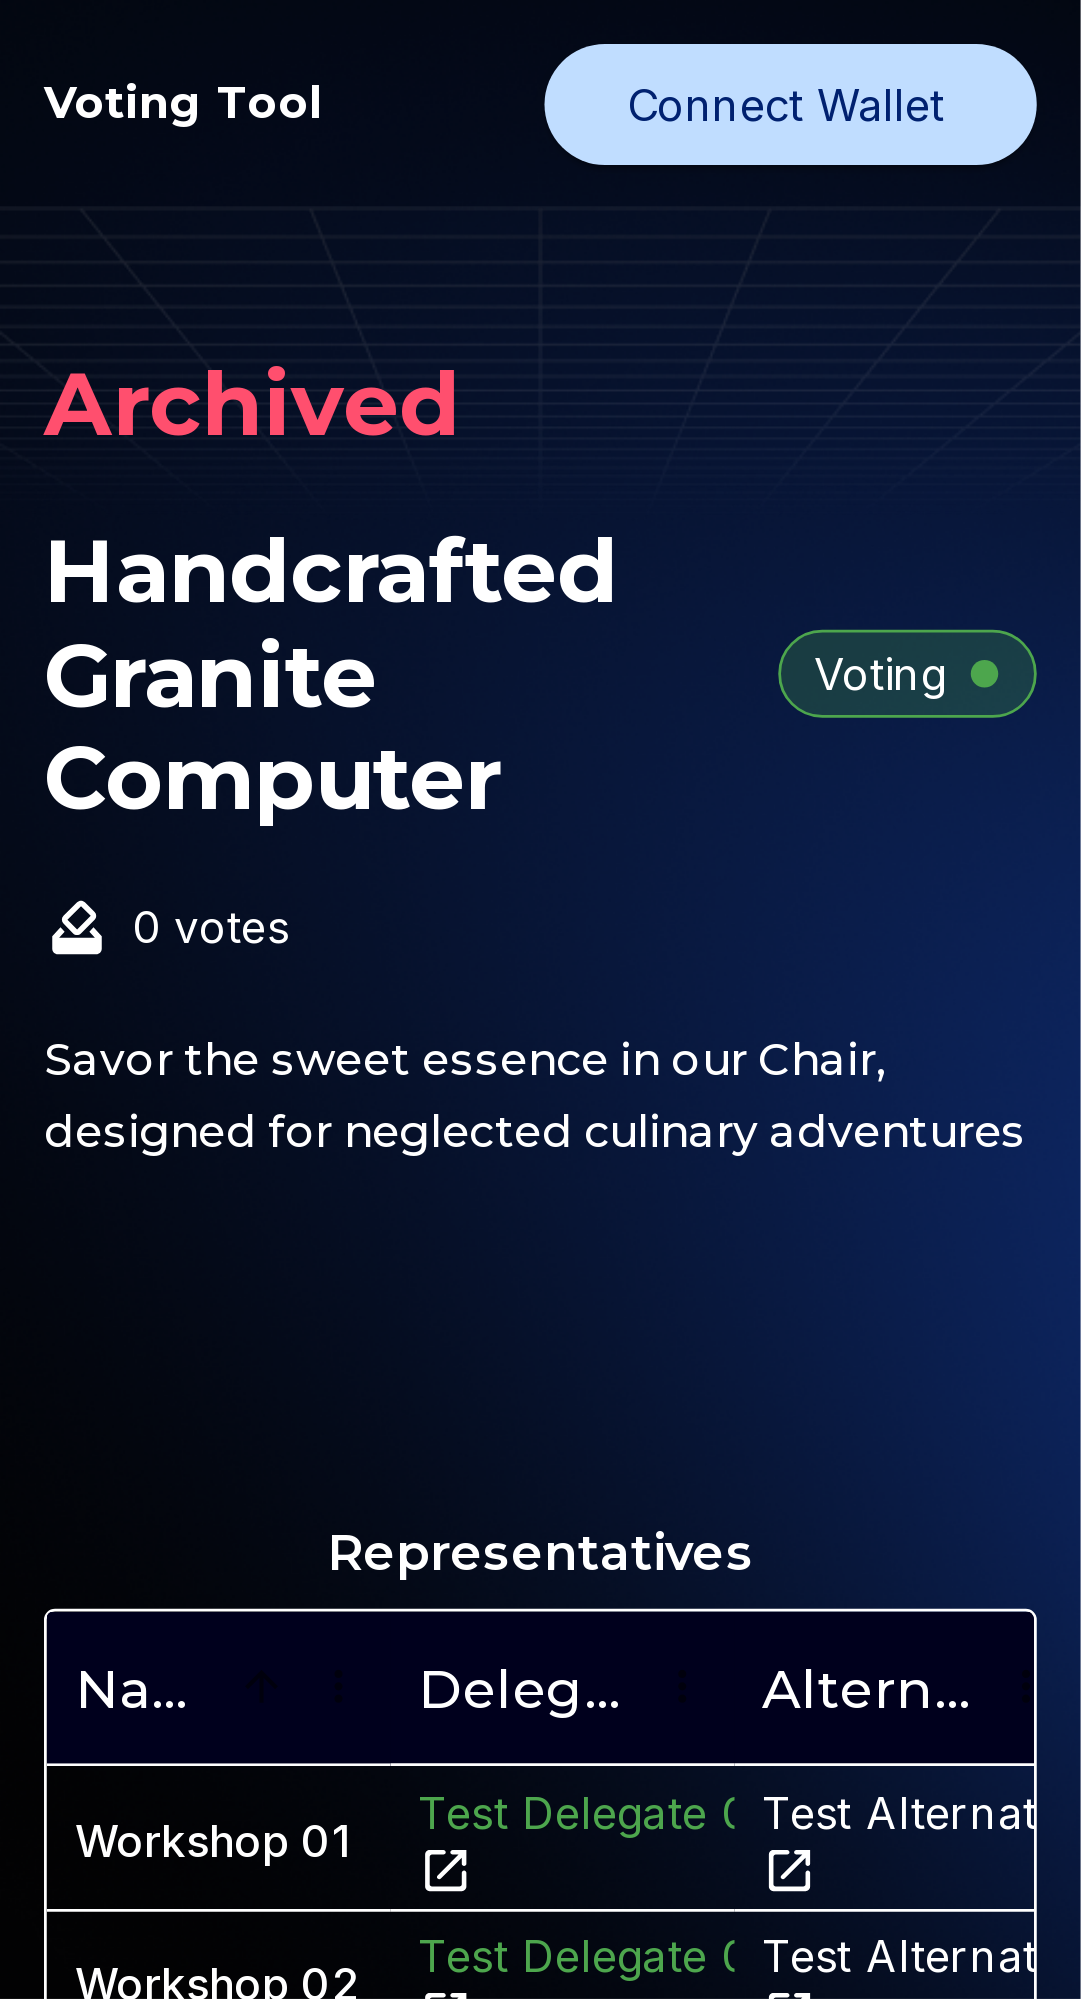 Voting Tool
Connect Wallet
Archived
Handcrafted
Granite
Computer
Voting
0 votes
Savor the sweet essence in our Chair,
designed for neglected culinary adventures
Representatives
Na... Deleg... Altern...
Workshop 01 Test Delegate Test Alternat
Workshop 02 Test Delegate Test Alternat